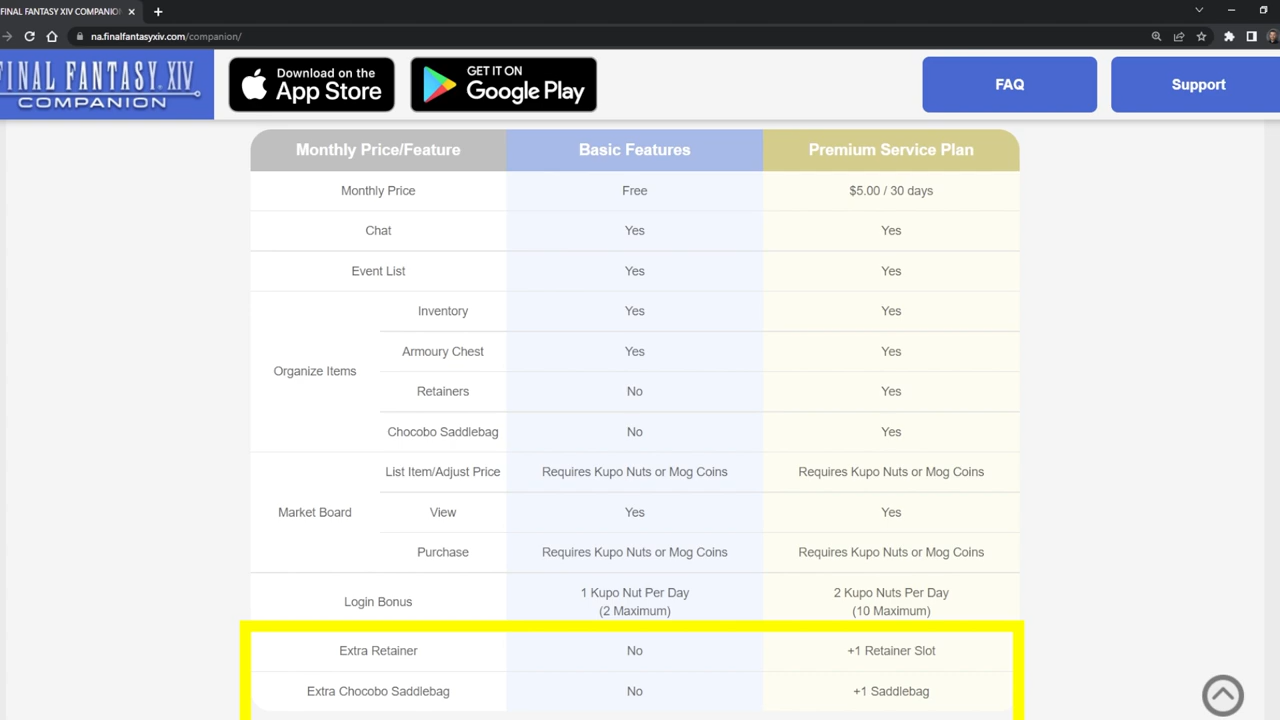 FINAL FANTASY XIV COMPANION
na.finalfantasyxiv.com/companion/
FINAL FANTASY XIV
COMPANION
Download on the
App Store
GET IT ON
Google Play
FAQ
Support
Monthly Price/Feature Basic Features Premium Service Plan
Monthly Price Free $5.00 / 30 days
Chat Yes Yes
Event List Yes Yes
Organize Items
Inventory Yes Yes
Armoury Chest Yes Yes
Retainers No Yes
Chocobo Saddlebag No Yes
Market Board
List Item/Adjust Price Requires Kupo Nuts or Mog Coins Requires Kupo Nuts or Mog Coins
View Yes Yes
Purchase Requires Kupo Nuts or Mog Coins Requires Kupo Nuts or Mog Coins
Login Bonus
1 Kupo Nut Per Day
(2 Maximum)
2 Kupo Nuts Per Day
(10 Maximum)
Extra Retainer No +1 Retainer Slot
Extra Chocobo Saddlebag No +1 Saddlebag